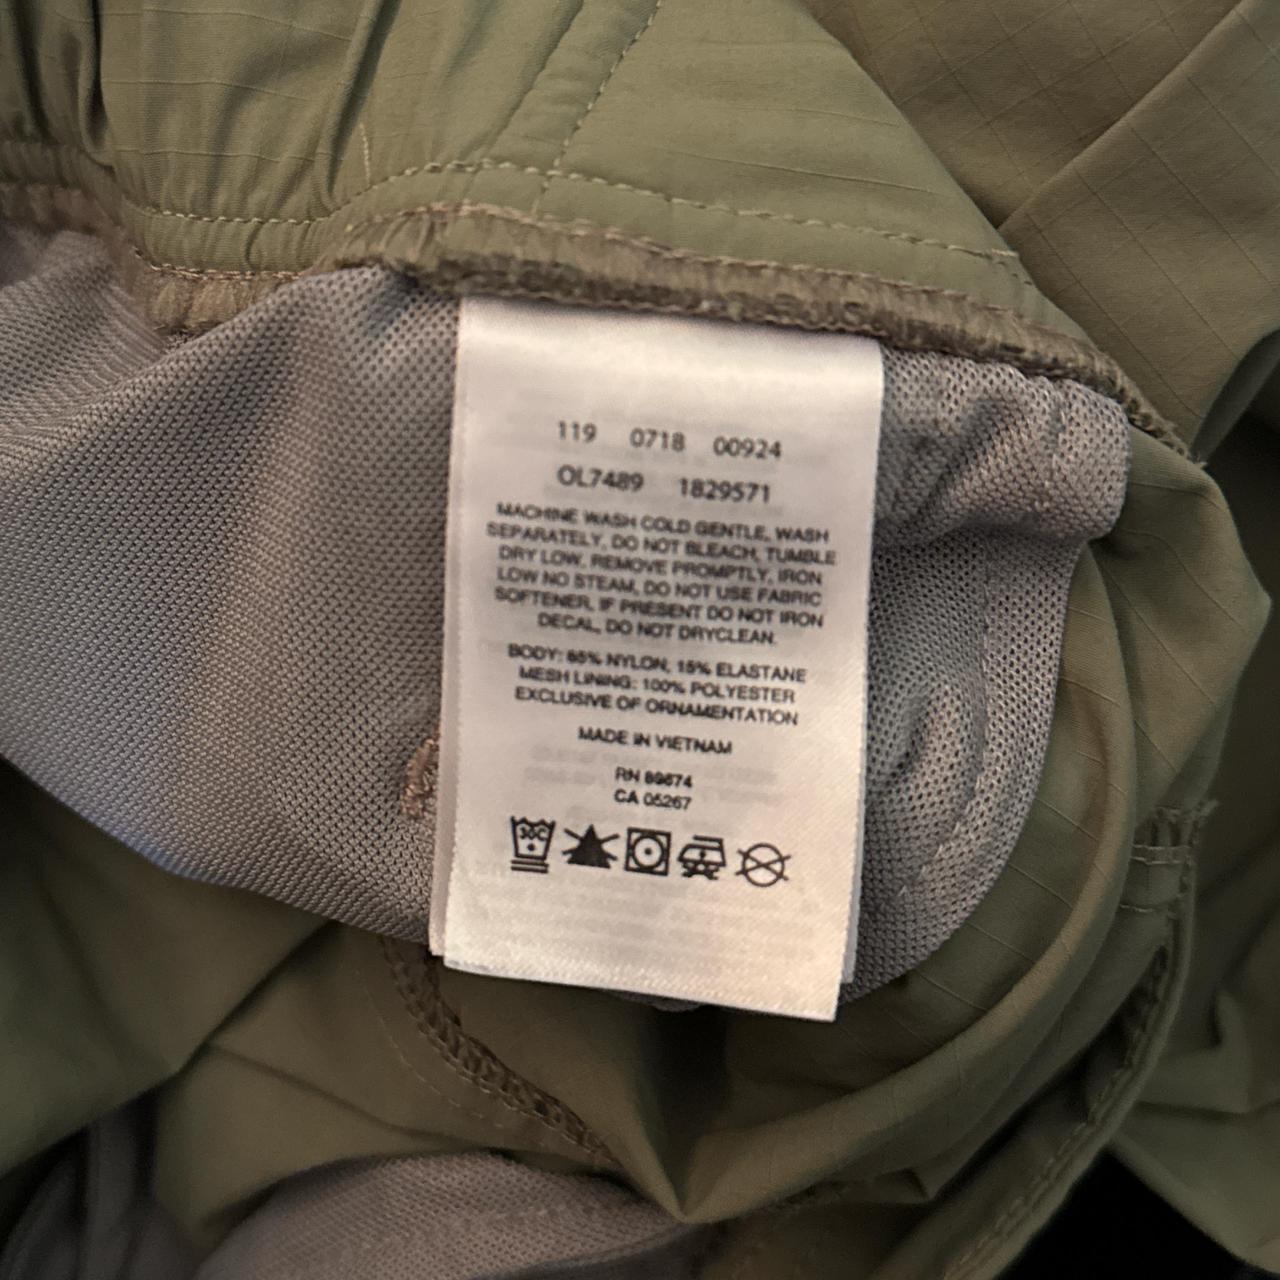 119 0718 00924
OL7489 1829571
MACHINE WASH COLD GENTLE, WASH
SEPARATELY, DO NOT BLEACH, TUMBLE
DRY LOW, REMOVE PROMPTLY, IRON
LOW NO STEAM, DO NOT USE FABRIC
SOFTENER, IF PRESENT DO NOT IRON
DECAL, DO NOT DRYCLEAN.
BODY: 85% NYLON, 15% ELASTANE
MESH LINING: 100% POLYESTER
EXCLUSIVE OF ORNAMENTATION
MADE IN VIETNAM
RN 89874
CA 05267
30C